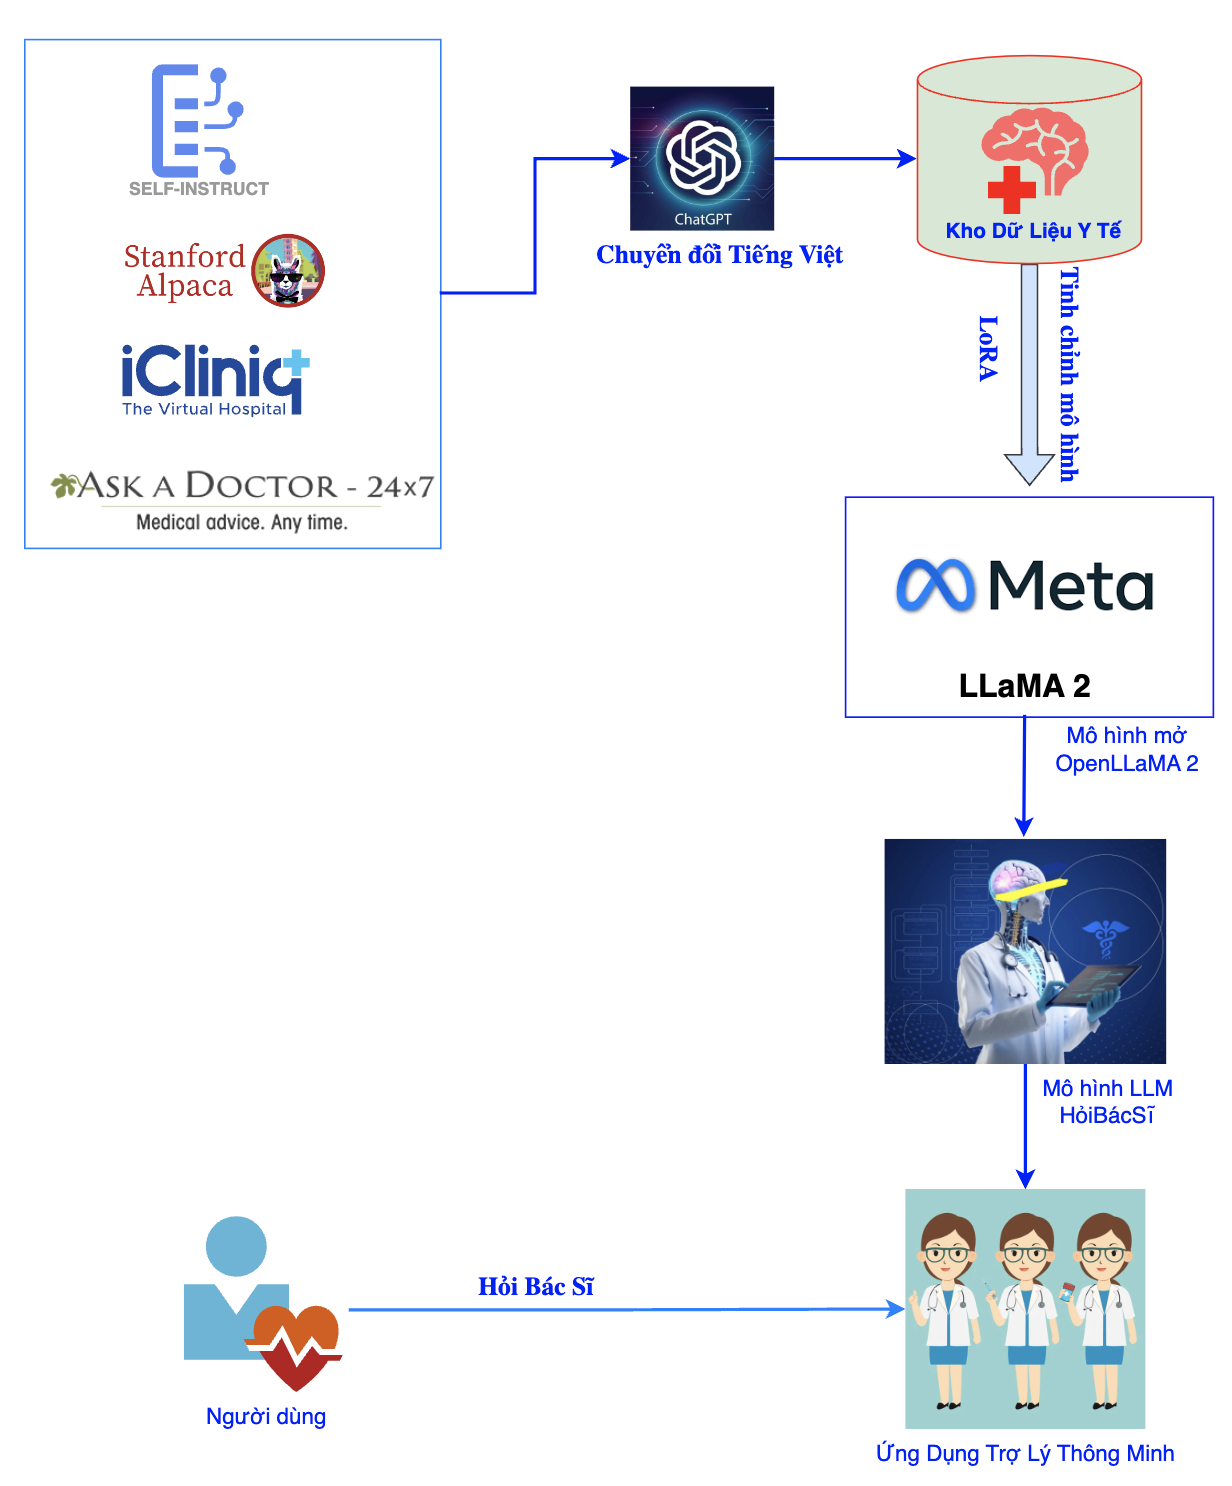 SELF-INSTRUCT
Stanford
Alpaca
iCliniq
The Virtual Hospital
ASK A DOCTOR - 24x7
Medical advice. Any time.
ChatGPT
Chuyển đổi Tiếng Việt
Kho Dữ Liệu Y Tế
LoRA
Tinh chỉnh mô hình
Meta
LLaMA 2
Mô hình mở
OpenLLaMA 2
Mô hình LLM
HỏiBácSĩ
Hỏi Bác Sĩ
Người dùng
Ứng Dụng Trợ Lý Thông Minh